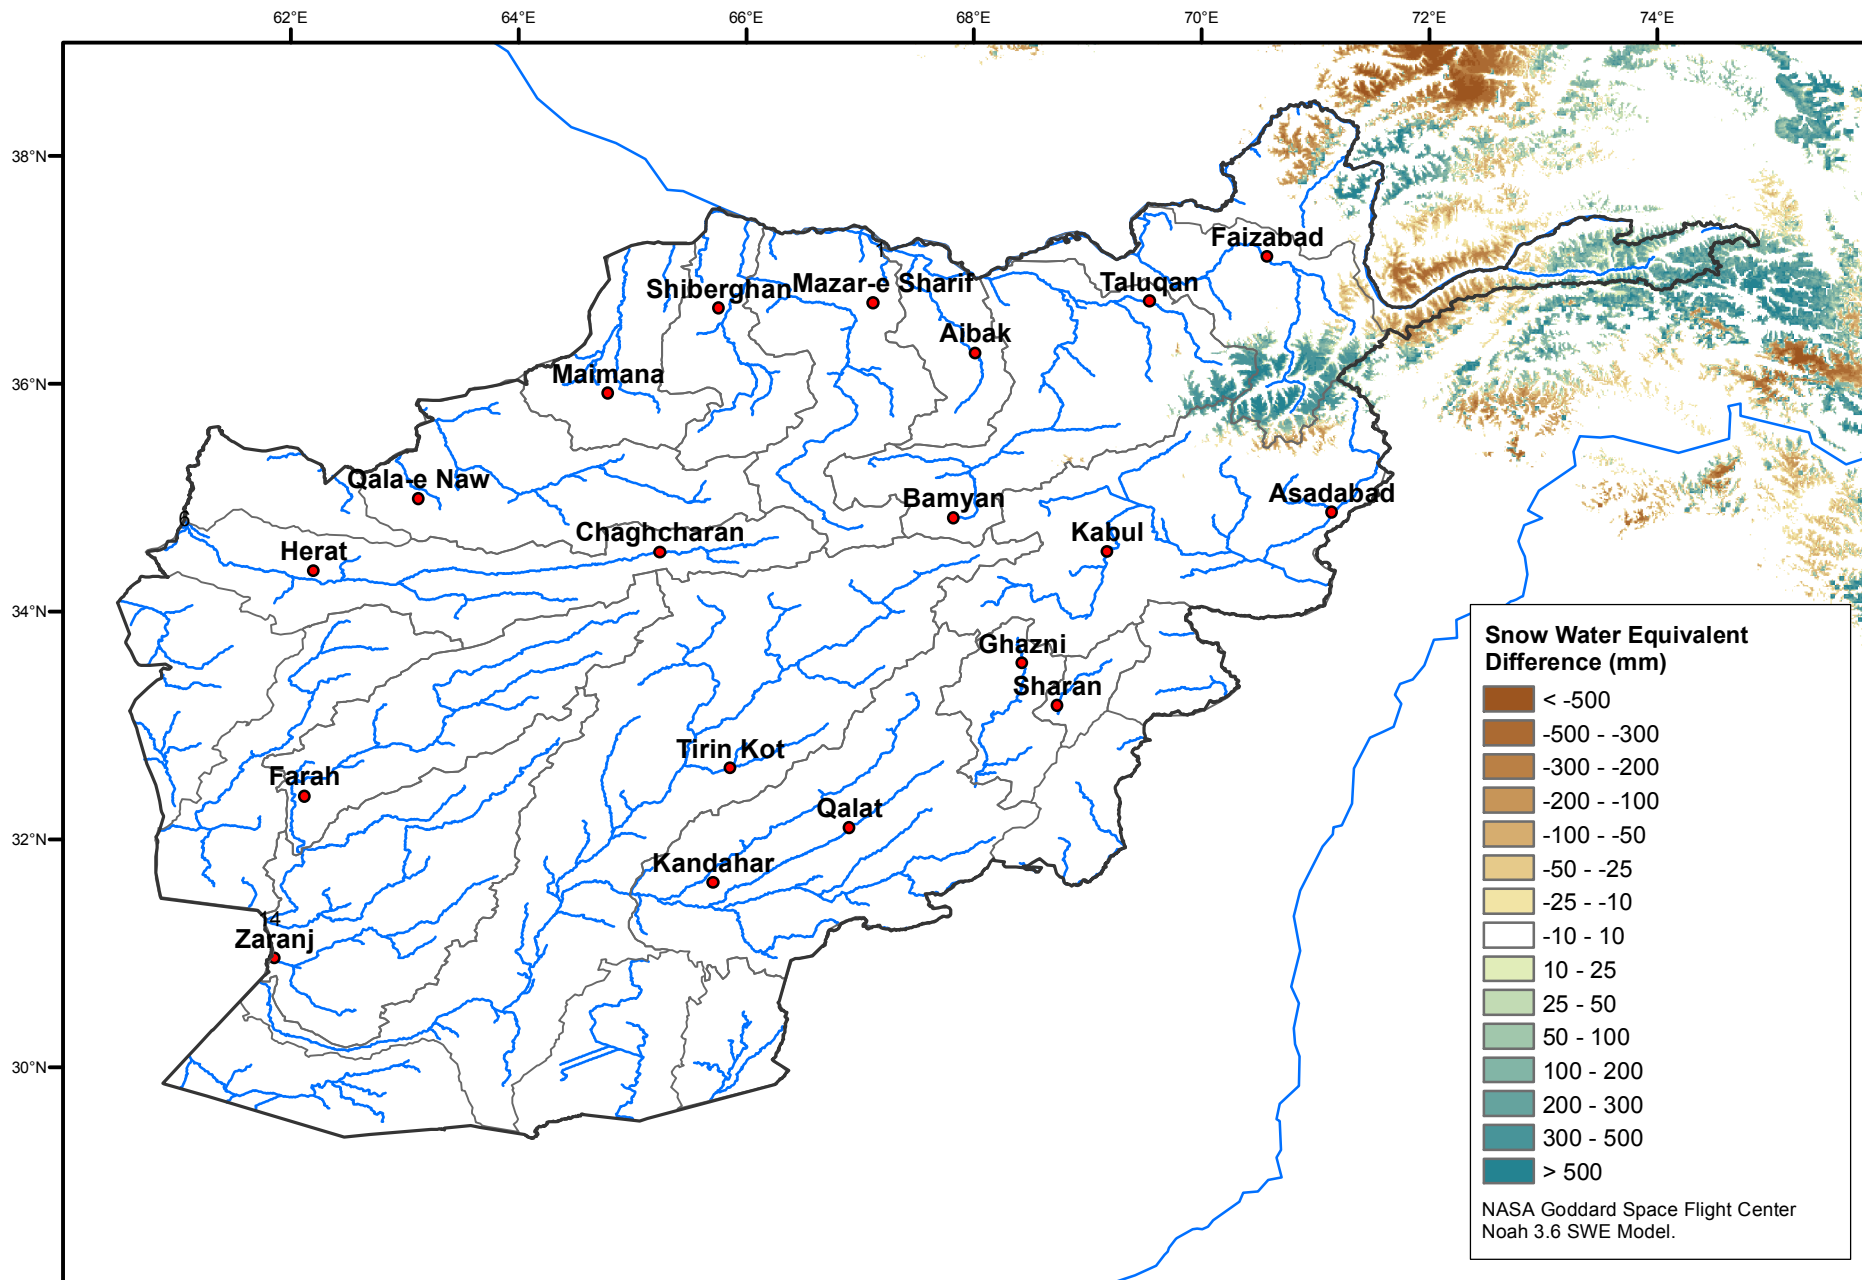 62°E 64°E 66°E 68°E 70°E 72°E 74°E
38°N
36°N
34°N
32°N
30°N
Faizabad
Taluqan
Shiberghan
Mazar-e Sharif
Aibak
Maimana
Qala-e Naw
Bamyan
Asadabad
6
Chaghcharan
Kabul
Herat
Ghazni
Sharan
Tirin Kot
Farah
Qalat
Kandahar
14
Zaranj
Snow Water Equivalent
Difference (mm)
< -500
-500 - -300
-300 - -200
-200 - -100
-100 - -50
-50 - -25
-25 - -10
-10 - 10
10 - 25
25 - 50
50 - 100
100 - 200
200 - 300
300 - 500
> 500
NASA Goddard Space Flight Center
Noah 3.6 SWE Model.